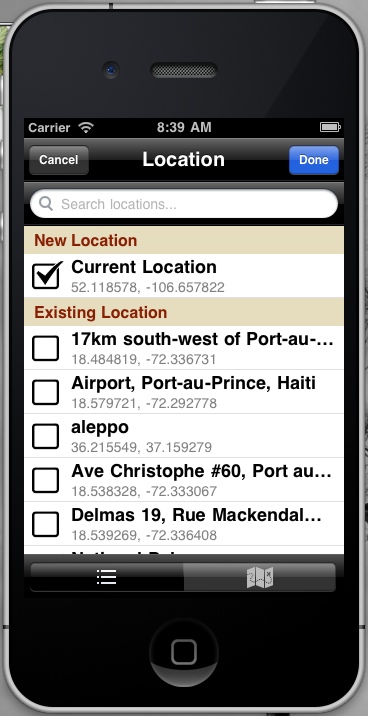 Carrier 8:39 AM
Cancel Location Done
Search locations...
New Location
Current Location
52.118578, -106.657822
Existing Location
17km south-west of Port-au-...
18.484819, -72.336731
Airport, Port-au-Prince, Haiti
18.579721, -72.292778
aleppo
36.215549, 37.159279
Ave Christophe #60, Port au...
18.538328, -72.333067
Delmas 19, Rue Mackendal...
18.539269, -72.336408